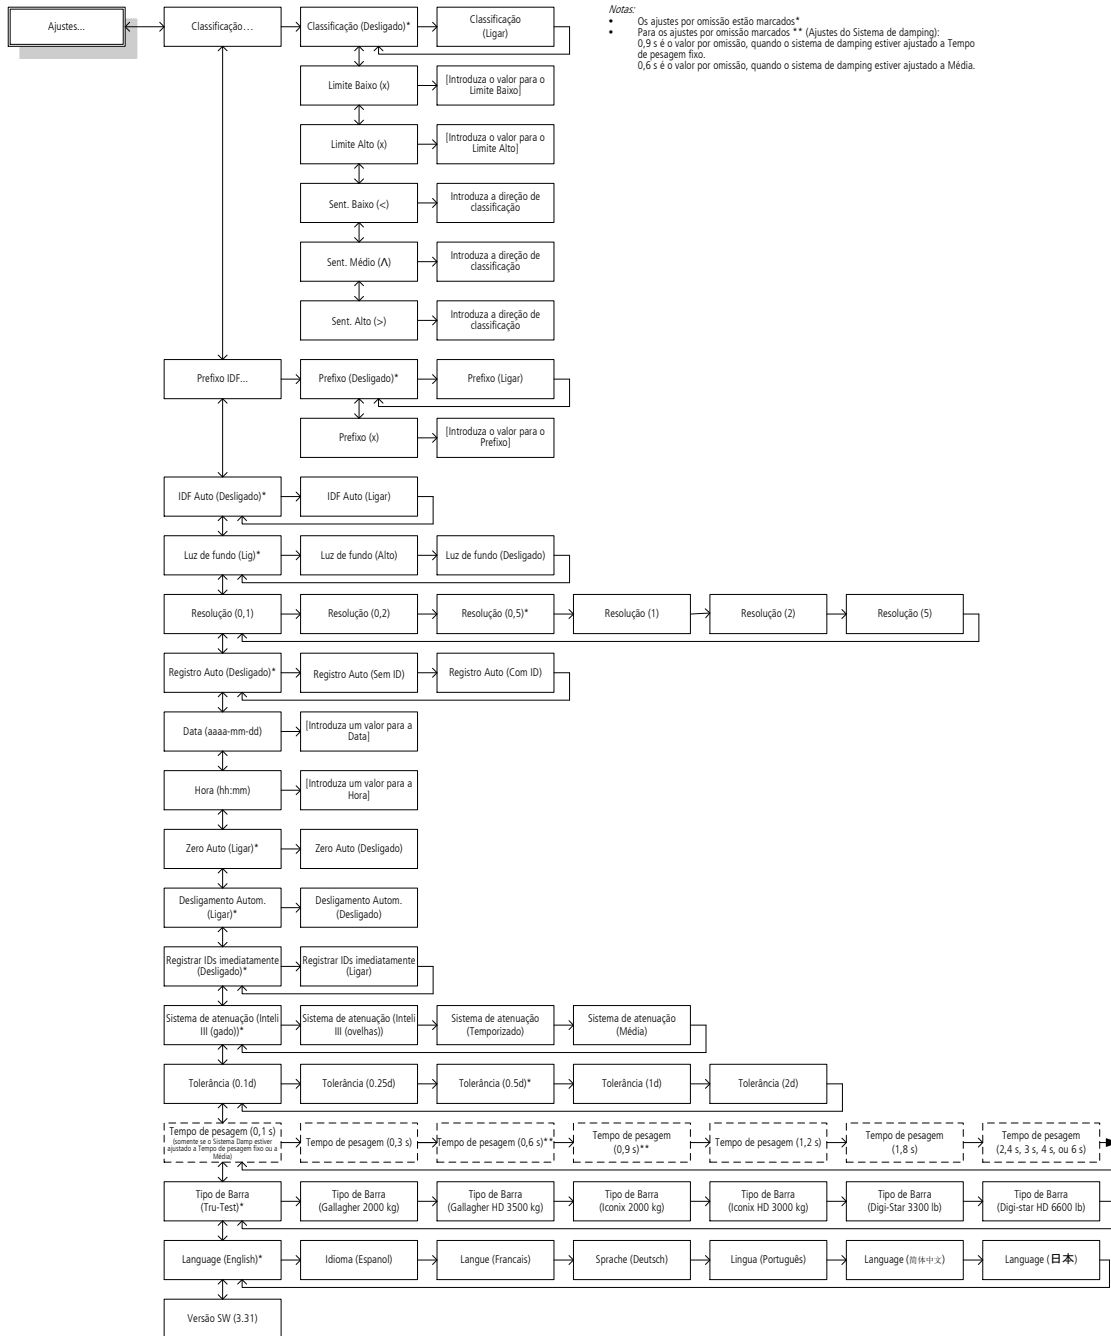 Ajustes...
Classificação...
Classificação (Desligado)*
Classificação
(Ligar)
Notas:
• Os ajustes por omissão estão marcados*
• Para os ajustes por omissão marcados ** (Ajustes do Sistema de damping):
0,9 s é o valor por omissão, quando o sistema de damping estiver ajustado a Tempo
de pesagem fixo.
0,6 s é o valor por omissão, quando o sistema de damping estiver ajustado a Média.
Limite Baixo (x)
[Introduza o valor para o
Limite Baixo]
Limite Alto (x)
[Introduza o valor para o
Limite Alto]
Sent. Baixo (<)
Introduza a direção de
classificação
Sent. Médio (Λ)
Introduza a direção de
classificação
Sent. Alto (>)
Introduza a direção de
classificação
Prefixo IDF...
Prefixo (Desligado)*
Prefixo (Ligar)
Prefixo (x)
[Introduza o valor para o
Prefixo]
IDF Auto (Desligado)*
IDF Auto (Ligar)
Luz de fundo (Lig)*
Luz de fundo (Alto)
Luz de fundo (Desligado)
Resolução (0,1)
Resolução (0,2)
Resolução (0,5)*
Resolução (1)
Resolução (2)
Resolução (5)
Registro Auto (Desligado)*
Registro Auto (Sem ID)
Registro Auto (Com ID)
Data (aaaa-mm-dd)
[Introduza um valor para a
Data]
Hora (hh:mm)
[Introduza um valor para a
Hora]
Zero Auto (Ligar)*
Zero Auto (Desligado)
Desligamento Autom.
(Ligar)*
Desligamento Autom.
(Desligado)
Registrar IDs imediatamente
(Desligado)*
Registrar IDs imediatamente
(Ligar)
Sistema de atenuação (Inteli
III (gado))*
Sistema de atenuação (Inteli
III (ovelhas))
Sistema de atenuação
(Temporizado)
Sistema de atenuação
(Média)
Tolerância (0.1d)
Tolerância (0.25d)
Tolerância (0.5d)*
Tolerância (1d)
Tolerância (2d)
Tempo de pesagem (0,1 s)
(somente se o Sistema Damp estiver
ajustado a Tempo de pesagem fixo ou a
Média)
Tempo de pesagem (0,3 s)
Tempo de pesagem (0,6 s)**
Tempo de pesagem
(0,9 s)**
Tempo de pesagem (1,2 s)
Tempo de pesagem
(1,8 s)
Tempo de pesagem
(2,4 s, 3 s, 4 s, ou 6 s)
Tipo de Barra
(Tru-Test)*
Tipo de Barra
(Gallagher 2000 kg)
Tipo de Barra
(Gallagher HD 3500 kg)
Tipo de Barra
(Iconix 2000 kg)
Tipo de Barra
(Iconix HD 3000 kg)
Tipo de Barra
(Digi-Star 3300 lb)
Tipo de Barra
(Digi-star HD 6600 lb)
Language (English)*
Idioma (Espanol)
Langue (Francais)
Sprache (Deutsch)
Lingua (Português)
Language (简体中文)
Language (日本)
Versão SW (3.31)